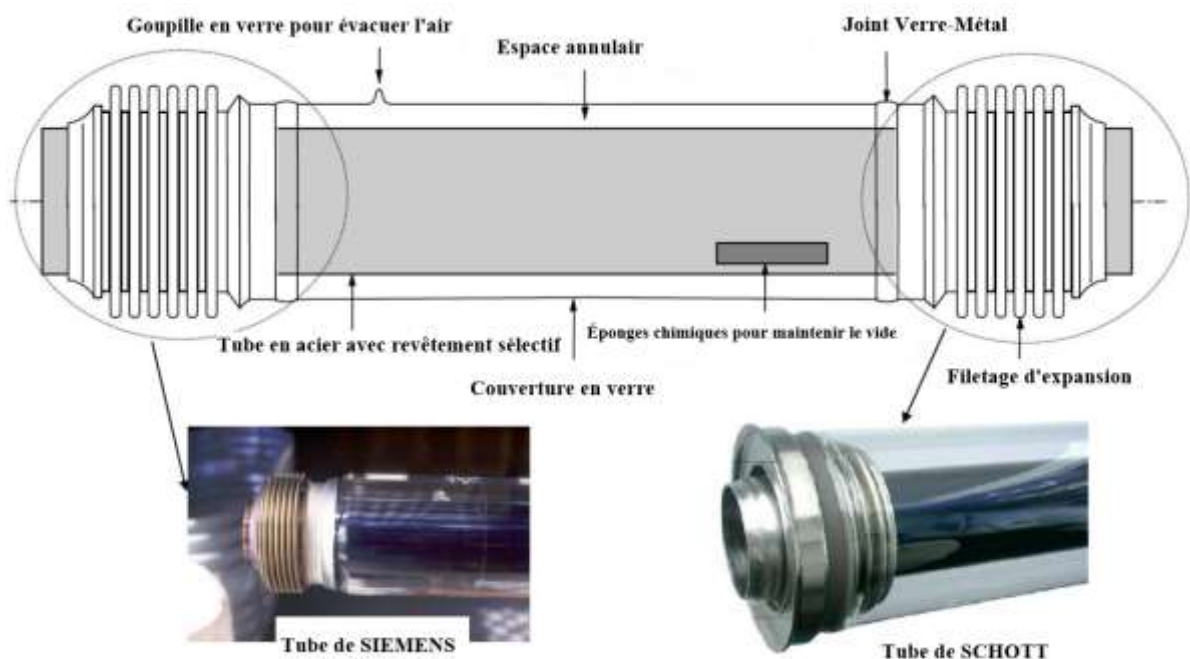 Goupille en verre pour évacuer l'air
Joint Verre-Métal
Espace annulair
Tube en acier avec revêtement sèlectif
Éponges chimiques pour maintenir le vide
Couverture en verre
Filetage d'expansion
Tube de SIEMENS
Tube de SCHOTT